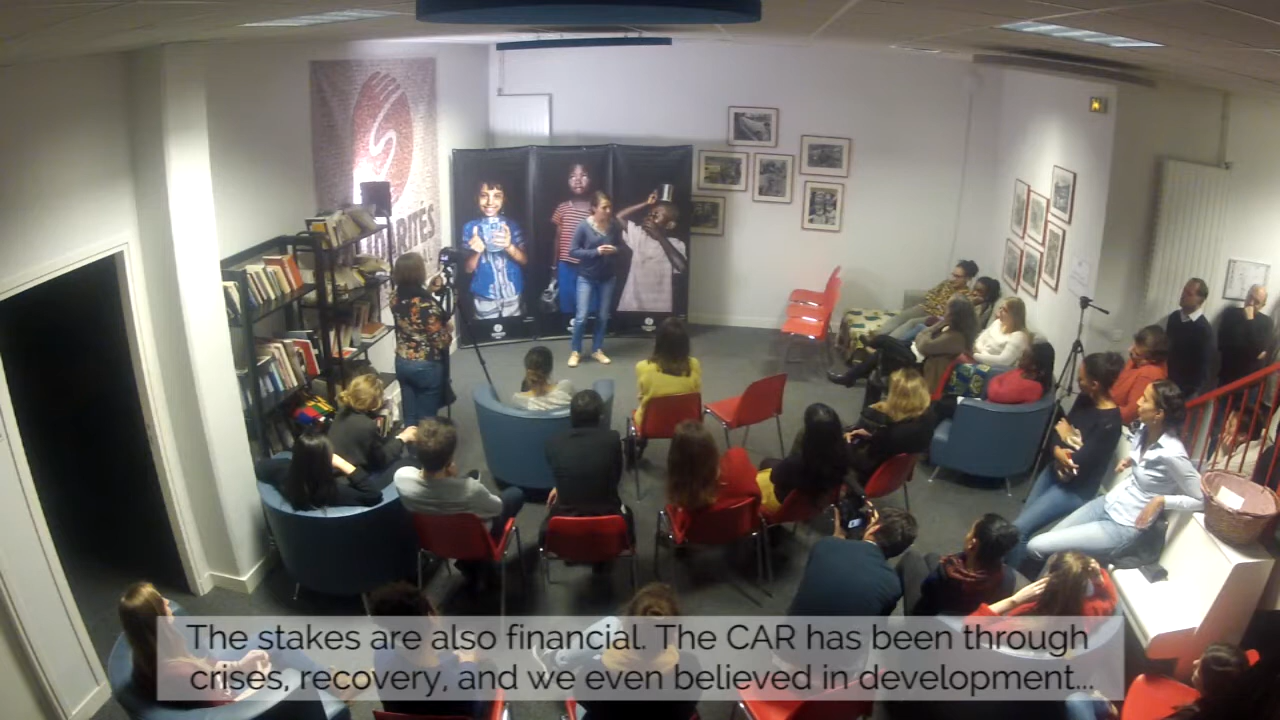 The stakes are also financial. The CAR has been through
crises, recovery, and we even believed in development...